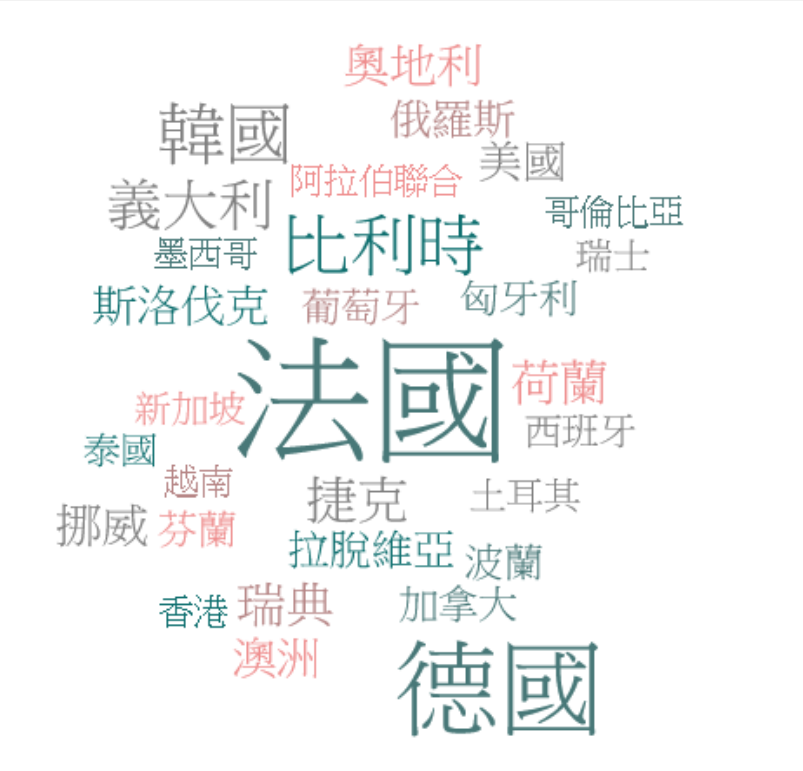 奧地利
俄羅斯
韓國
美國
阿拉伯聯合
義大利
哥倫比亞
比利時
墨西哥
瑞士
斯洛伐克
葡萄牙
匈牙利
法國
荷蘭
新加坡
西班牙
泰國
越南
捷克
土耳其
挪威
芬蘭
拉脫維亞
波蘭
香港
瑞典
加拿大
澳洲
德國